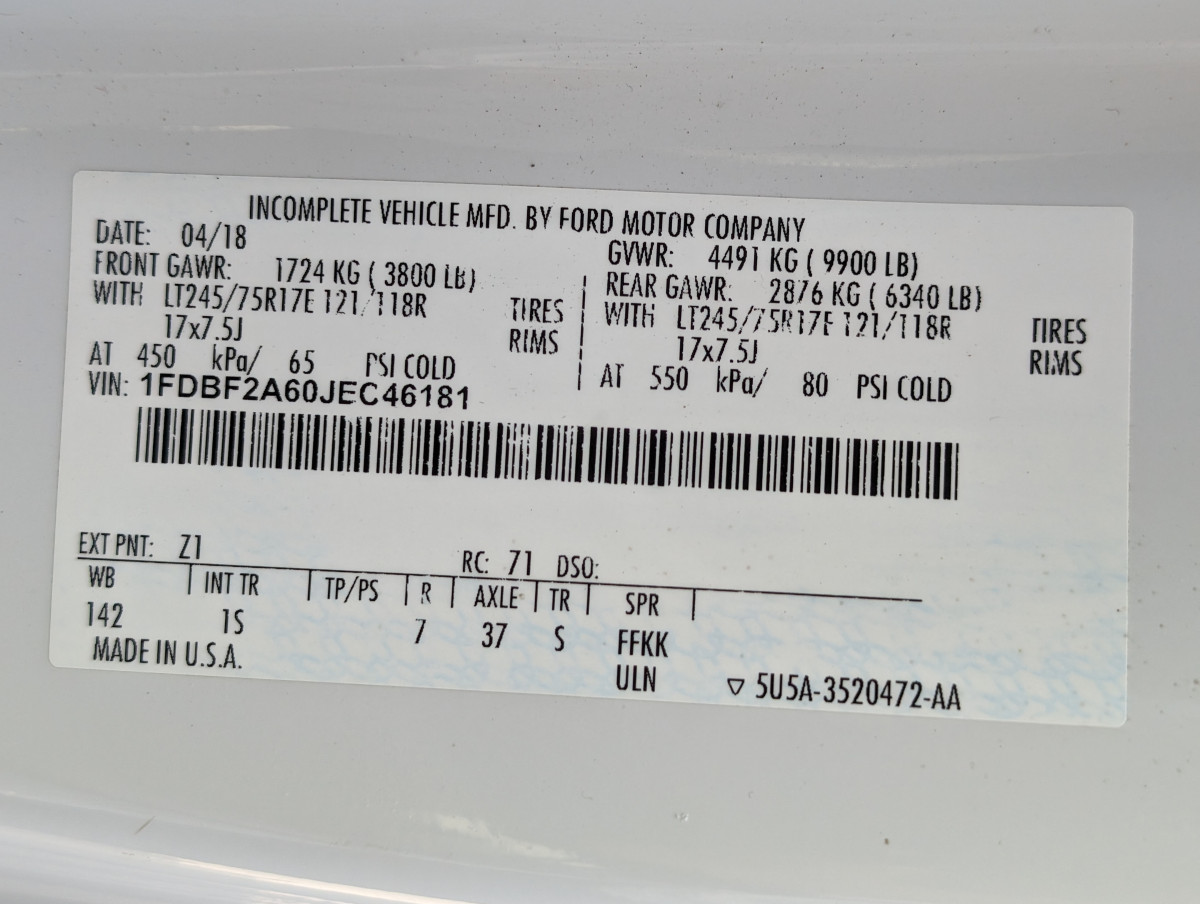 INCOMPLETE VEHICLE MFD. BY FORD MOTOR COMPANY
DATE: 04/18 GVWR: 4491 KG ( 9900 LB)
FRONT GAWR: 1724 KG ( 3800 LB) REAR GAWR: 2876 KG ( 6340 LB)
WITH LT245/75R17E 121/118R TIRES WITH LT245/75R17E 121/118R TIRES
17x7.5J RIMS 17x7.5J RIMS
AT 450 kPa/ 65 PSI COLD AT 550 kPa/ 80 PSI COLD
VIN: 1FDBF2A60JEC46181
EXT PNT: Z1 RC: 71 DSO:
WB INT TR TP/PS R AXLE TR SPR
142 1S 7 37 S FFKK
MADE IN U.S.A. ULN ▽ 5U5A-3520472-AA